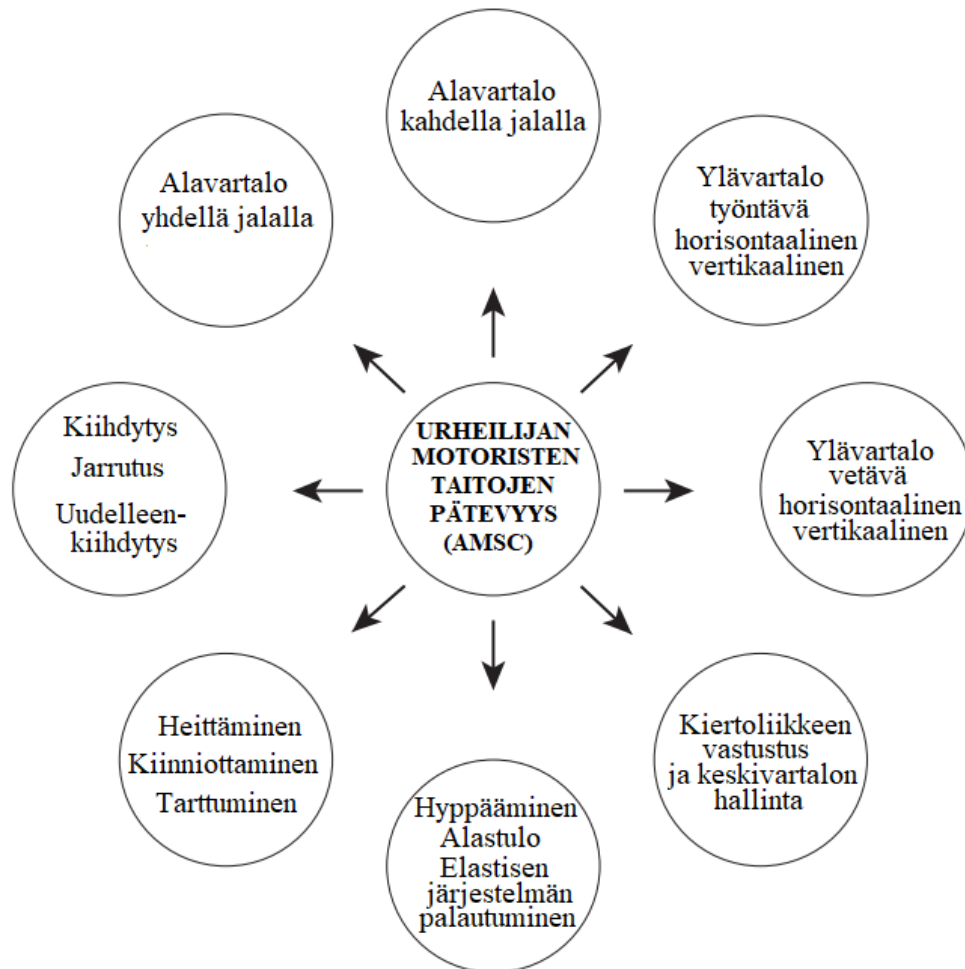 Alavartalo
kahdella jalalla
Alavartalo
yhdellä jalalla
Ylävartalo
työntävä
horisontaalinen
vertikaalinen
Kiihdytys
Jarrutus
Uudelleen-
kiihdytys
URHEILIJAN
MOTORISTEN
TAITOJEN
PÄTEVYYS
(AMSC)
Ylävartalo
vetävä
horisontaalinen
vertikaalinen
Heittäminen
Kiinniottaminen
Tarttuminen
Hyppääminen
Alastulo
Elastisen
järjestelmän
palautuminen
Kiertoliikkeen
vastustus
ja keskivartalon
hallinta